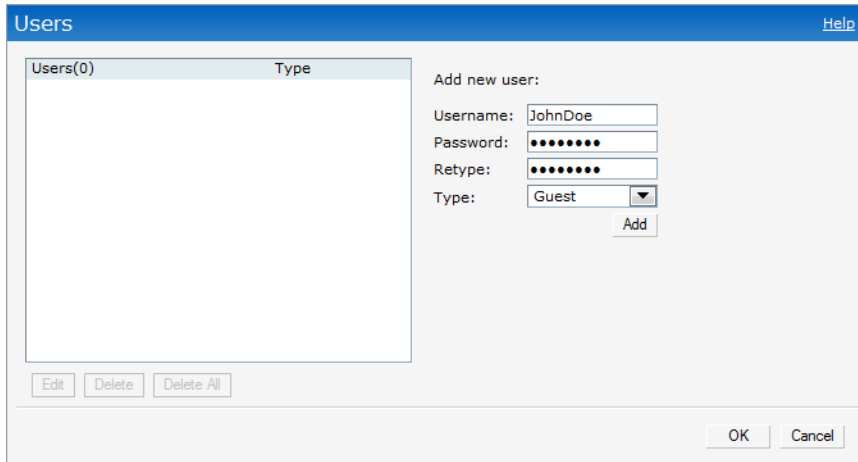 Users Help
Users(0) Type
Add new user:
Username: JohnDoe
Password: ••••••••
Retype: ••••••••
Type: Guest
Add
Edit Delete Delete All
OK Cancel